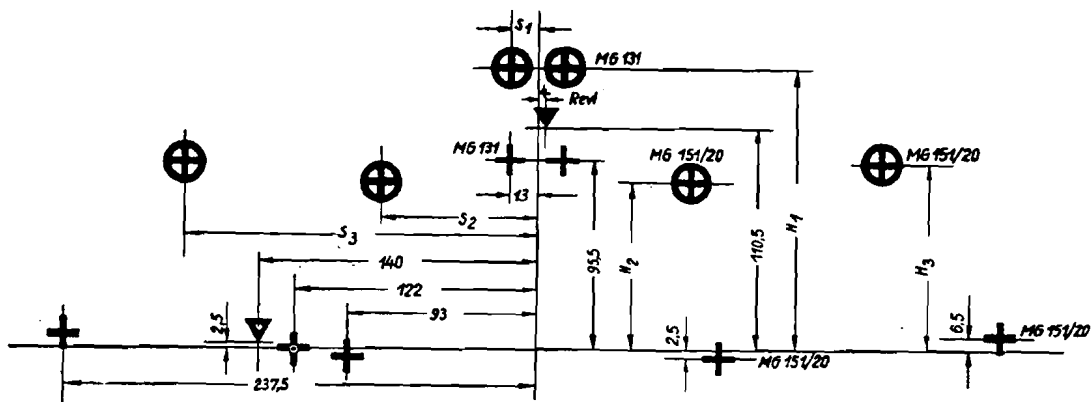 S1
MG 131
Revi
MG 131
MG 151/20
MG 151/20
13
S2
S3
140
122
93
2,5
237,5
95,5
H2
110,5
H1
H3
2,5
MG 151/20
6,5
MG 151/20